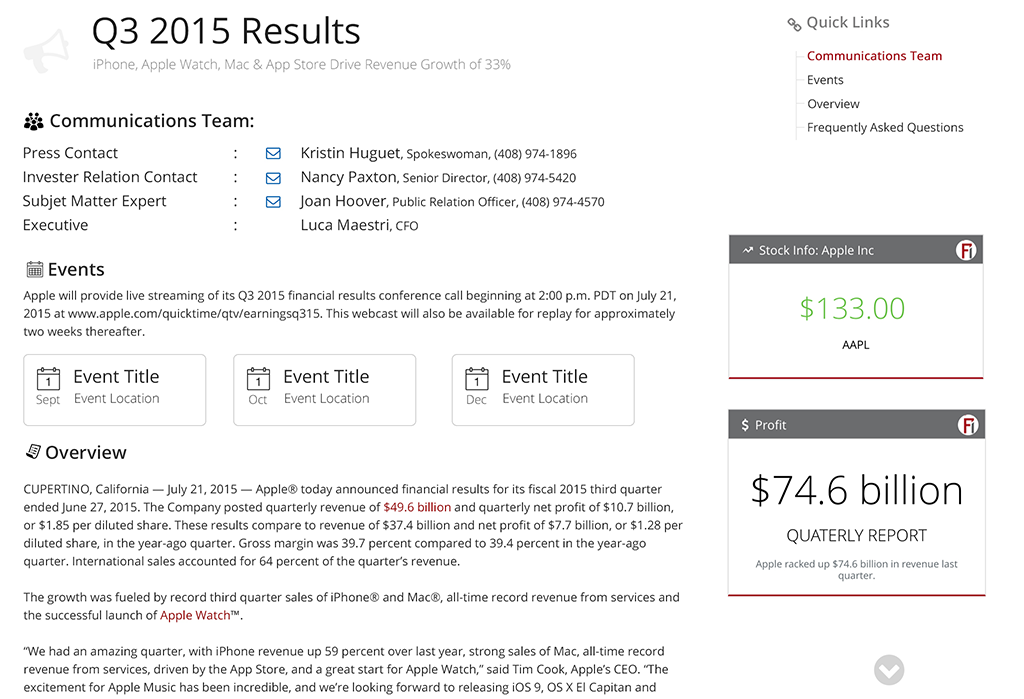 Q3 2015 Results
iPhone, Apple Watch, Mac & App Store Drive Revenue Growth of 33%
Communications Team:
Press Contact : Kristin Huguet, Spokeswoman, (408) 974-1896
Invester Relation Contact : Nancy Paxton, Senior Director, (408) 974-5420
Subjet Matter Expert : Joan Hoover, Public Relation Officer, (408) 974-4570
Executive : Luca Maestri, CFO
Events
Apple will provide live streaming of its Q3 2015 financial results conference call beginning at 2:00 p.m. PDT on July 21,
2015 at www.apple.com/quicktime/qtv/earningsq315. This webcast will also be available for replay for approximately
two weeks thereafter.
1 Sept Event Title
Event Location
1 Oct Event Title
Event Location
1 Dec Event Title
Event Location
Overview
CUPERTINO, California — July 21, 2015 — Apple® today announced financial results for its fiscal 2015 third quarter
ended June 27, 2015. The Company posted quarterly revenue of $49.6 billion and quarterly net profit of $10.7 billion,
or $1.85 per diluted share. These results compare to revenue of $37.4 billion and net profit of $7.7 billion, or $1.28 per
diluted share, in the year-ago quarter. Gross margin was 39.7 percent compared to 39.4 percent in the year-ago
quarter. International sales accounted for 64 percent of the quarter's revenue.
The growth was fueled by record third quarter sales of iPhone® and Mac®, all-time record revenue from services and
the successful launch of Apple Watch™.
“We had an amazing quarter, with iPhone revenue up 59 percent over last year, strong sales of Mac, all-time record
revenue from services, driven by the App Store, and a great start for Apple Watch,” said Tim Cook, Apple’s CEO. “The
excitement for Apple Music has been incredible, and we’re looking forward to releasing iOS 9, OS X El Capitan and
Quick Links
Communications Team
Events
Overview
Frequently Asked Questions
Stock Info: Apple Inc Fi
$133.00
AAPL
$ Profit Fi
$74.6 billion
QUATERLY REPORT
Apple racked up $74.6 billion in revenue last
quarter.